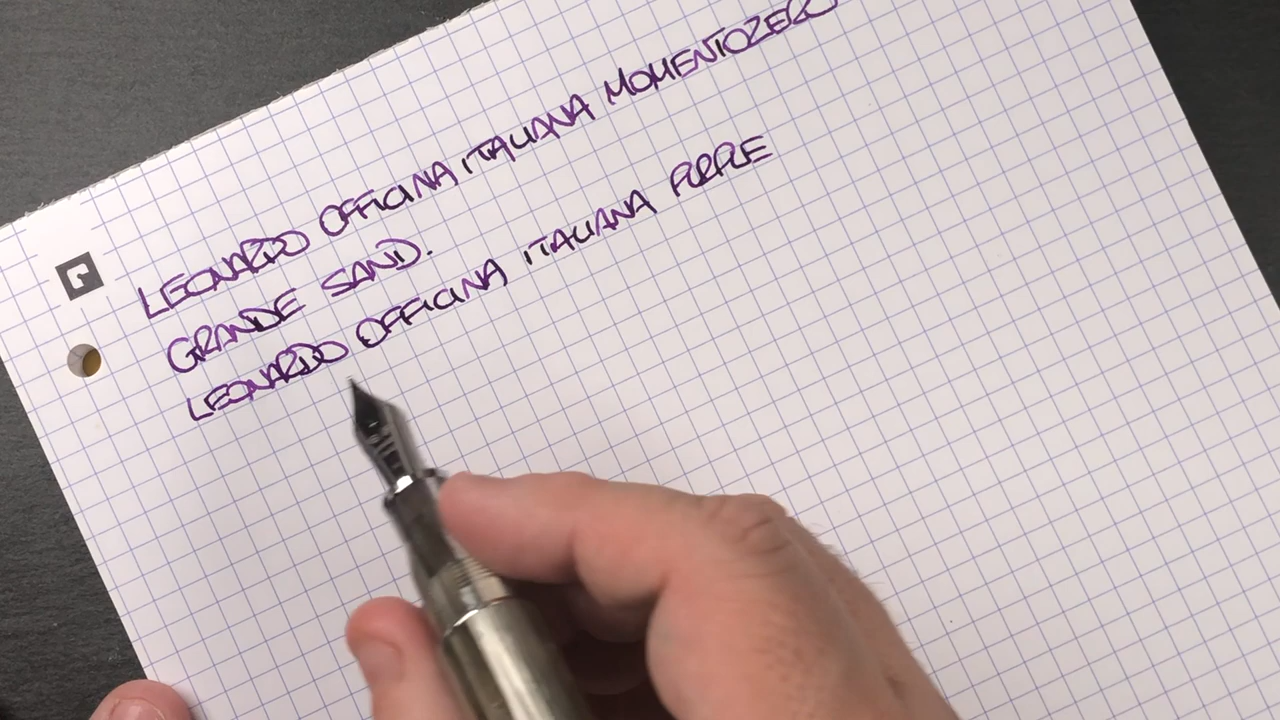 LEONARDO OFFICINA ITALIANA MOMENTOZERO
GRANDE SAND.
LEONARDO OFFICINA ITALIANA PURPLE